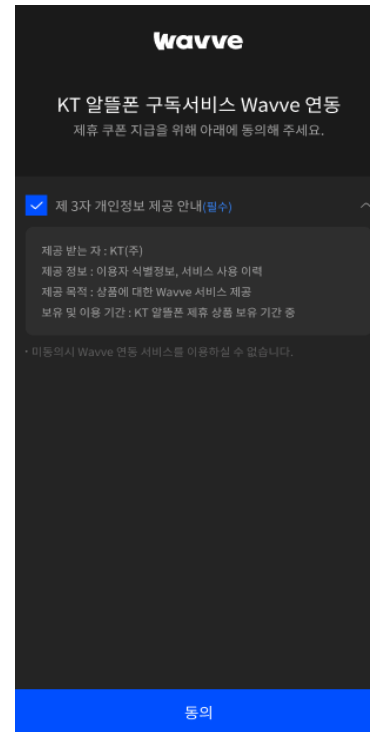 wavve
KT 알뜰폰 구독서비스 Wavve 연동
제휴 쿠폰 지급을 위해 아래에 동의해 주세요.
제 3자 개인정보 제공 안내(필수)
제공 받는 자 : KT(주)
제공 정보 : 이용자 식별정보, 서비스 사용 이력
제공 목적 : 상품에 대한 Wavve 서비스 제공
보유 및 이용 기간 : KT 알뜰폰 제휴 상품 보유 기간 중
• 미동의시 Wavve 연동 서비스를 이용하실 수 없습니다.
동의